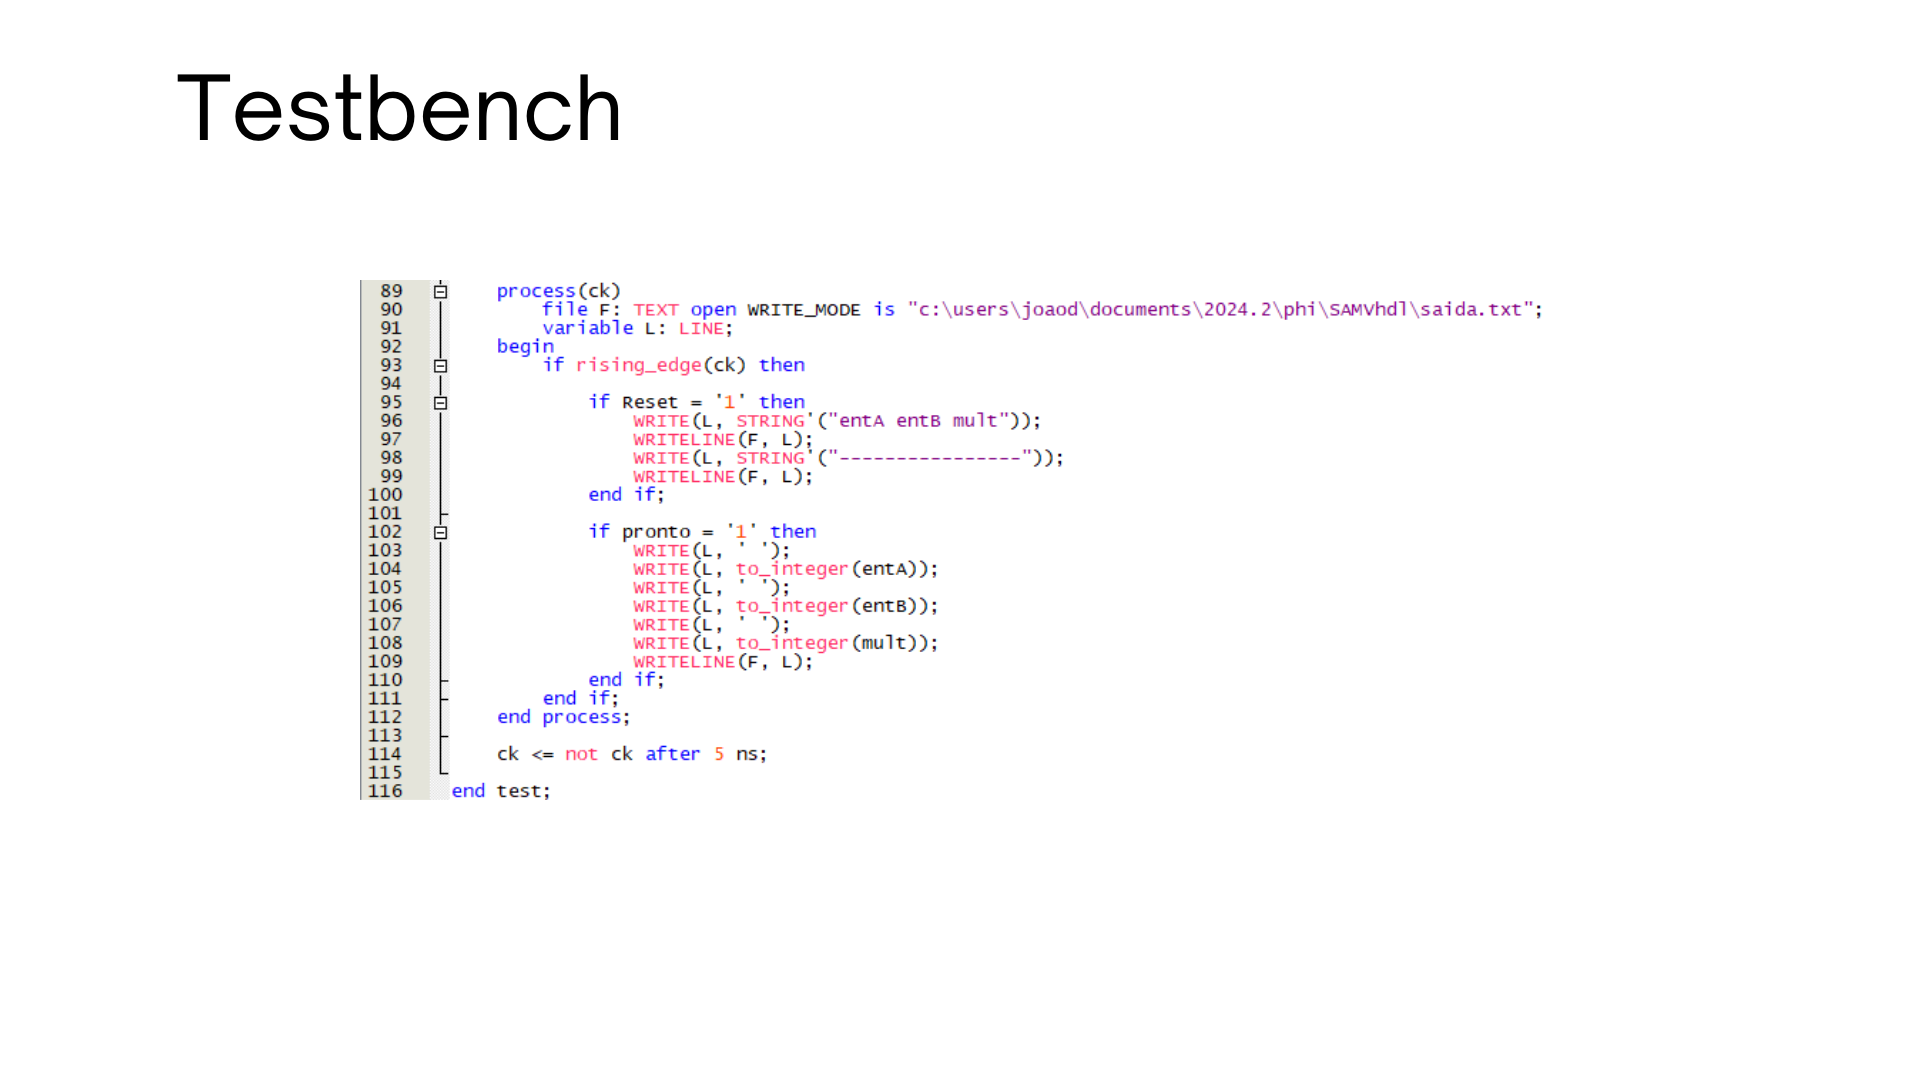 Testbench
89 process(ck)
90 file F: TEXT open WRITE_MODE is "c:\users\joaod\documents\2024.2\phi\SAMVhdl\saida.txt";
91 variable L: LINE;
92 begin
93 if rising_edge(ck) then
94
95 if Reset = '1' then
96 WRITE(L, STRING'("entA entB mult"));
97 WRITELINE(F, L);
98 WRITE(L, STRING'("----------------"));
99 WRITELINE(F, L);
100 end if;
101
102 if pronto = '1' then
103 WRITE(L, ' ');
104 WRITE(L, to_integer(entA));
105 WRITE(L, ' ');
106 WRITE(L, to_integer(entB));
107 WRITE(L, ' ');
108 WRITE(L, to_integer(mult));
109 WRITELINE(F, L);
110 end if;
111 end if;
112 end process;
113
114 ck <= not ck after 5 ns;
115
116 end test;